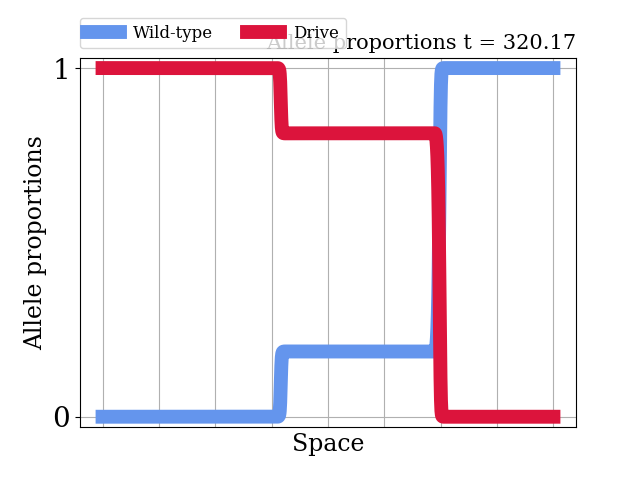 Wild-type Drive
Allele proportions t = 320.17
1
Allele proportions
0
Space